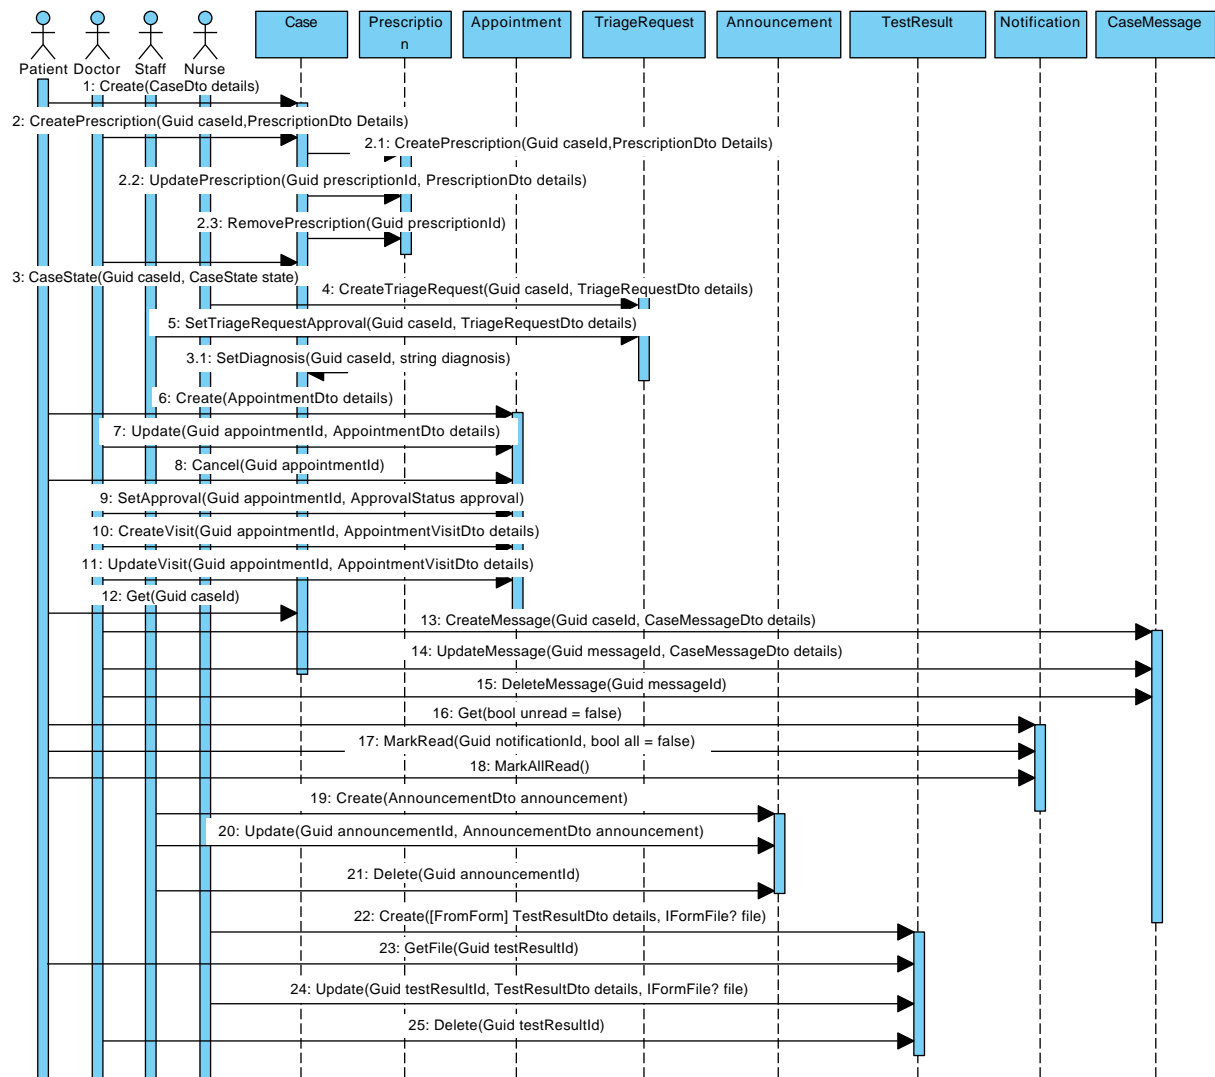 Case
Prescriptio
n
Appointment
TriageRequest
Announcement
TestResult
Notification
CaseMessage
Patient
Doctor
Staff
Nurse
1: Create(CaseDto details)
2: CreatePrescription(Guid caseId,PrescriptionDto Details)
2.1: CreatePrescription(Guid caseId,PrescriptionDto Details)
2.2: UpdatePrescription(Guid prescriptionId, PrescriptionDto details)
2.3: RemovePrescription(Guid prescriptionId)
3: CaseState(Guid caseId, CaseState state)
4: CreateTriageRequest(Guid caseId, TriageRequestDto details)
5: SetTriageRequestApproval(Guid caseId, TriageRequestDto details)
3.1: SetDiagnosis(Guid caseId, string diagnosis)
6: Create(AppointmentDto details)
7: Update(Guid appointmentId, AppointmentDto details)
8: Cancel(Guid appointmentId)
9: SetApproval(Guid appointmentId, ApprovalStatus approval)
10: CreateVisit(Guid appointmentId, AppointmentVisitDto details)
11: UpdateVisit(Guid appointmentId, AppointmentVisitDto details)
12: Get(Guid caseId)
13: CreateMessage(Guid caseId, CaseMessageDto details)
14: UpdateMessage(Guid messageId, CaseMessageDto details)
15: DeleteMessage(Guid messageId)
16: Get(bool unread = false)
17: MarkRead(Guid notificationId, bool all = false)
18: MarkAllRead()
19: Create(AnnouncementDto announcement)
20: Update(Guid announcementId, AnnouncementDto announcement)
21: Delete(Guid announcementId)
22: Create([FromForm] TestResultDto details, IFormFile? file)
23: GetFile(Guid testResultId)
24: Update(Guid testResultId, TestResultDto details, IFormFile? file)
25: Delete(Guid testResultId)